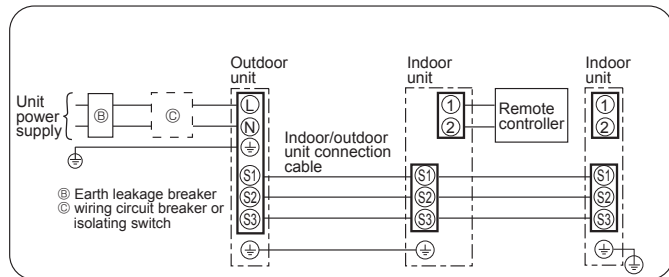 Outdoor
unit
Indoor
unit
Indoor
unit
Unit
power
supply
Ⓑ
Ⓒ
L
N
S1
S2
S3
Indoor/outdoor
unit connection
cable
1
2
S1
S2
S3
Remote
controller
1
2
S1
S2
S3
Ⓑ Earth leakage breaker
Ⓒ wiring circuit breaker or
isolating switch